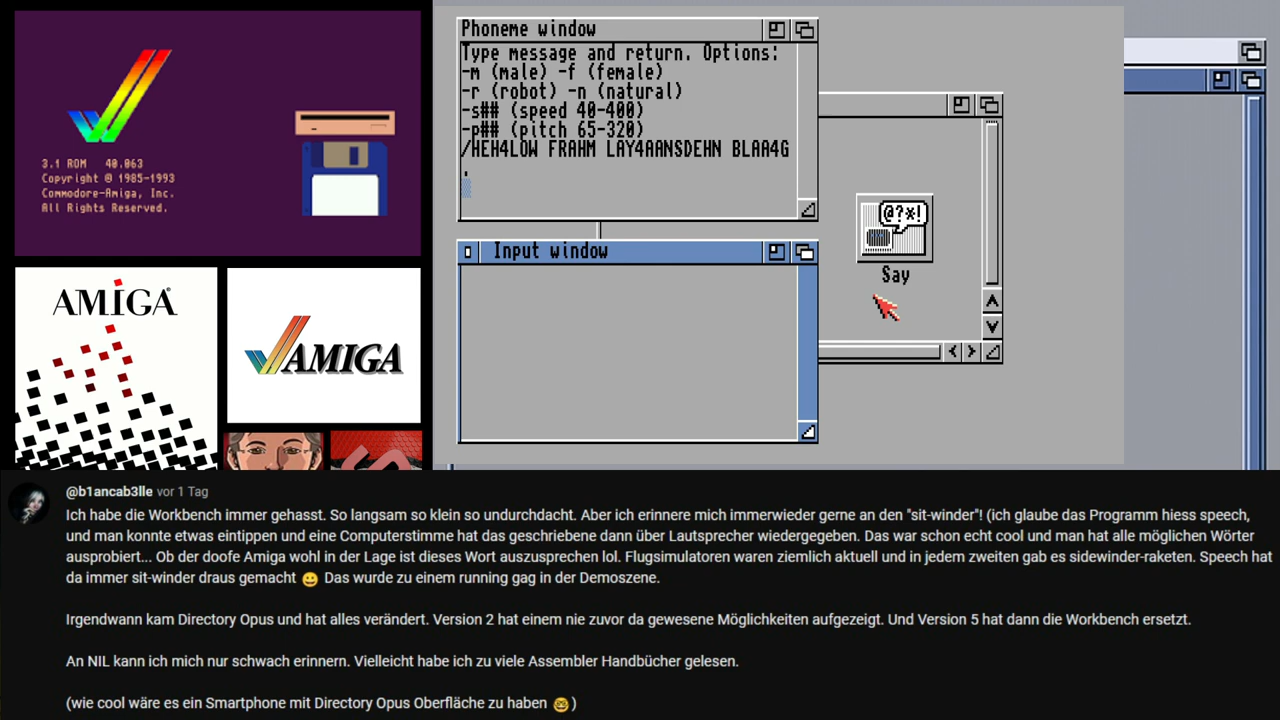 3.1 ROM 40.063
Copyright © 1985-1993
Commodore-Amiga, Inc.
All Rights Reserved.
AMIGA®
AMIGA
Phoneme window
Type message and return. Options:
-m (male) -f (female)
-r (robot) -n (natural)
-s## (speed 40-400)
-p## (pitch 65-320)
/HEH4LOW FRAHM LAY4AANSDEHN BLAA4G
.
Input window
@?*!
Say
@b1ancab3lle vor 1 Tag
Ich habe die Workbench immer gehasst. So langsam so klein so undurchdacht. Aber ich erinnere mich immerwieder gerne an den "sit-winder"! (ich glaube das Programm hiess speech,
und man konnte etwas eintippen und eine Computerstimme hat das geschriebene dann über Lautsprecher wiedergegeben. Das war schon echt cool und man hat alle möglichen Wörter
ausprobiert... Ob der doofe Amiga wohl in der Lage ist dieses Wort auszusprechen lol. Flugsimulatoren waren ziemlich aktuell und in jedem zweiten gab es sidewinder-raketen. Speech hat
da immer sit-winder draus gemacht 😀 Das wurde zu einem running gag in der Demoszene.
Irgendwann kam Directory Opus und hat alles verändert. Version 2 hat einem nie zuvor da gewesene Möglichkeiten aufgezeigt. Und Version 5 hat dann die Workbench ersetzt.
An NIL kann ich mich nur schwach erinnern. Vielleicht habe ich zu viele Assembler Handbücher gelesen.
(wie cool wäre es ein Smartphone mit Directory Opus Oberfläche zu haben 🤓)